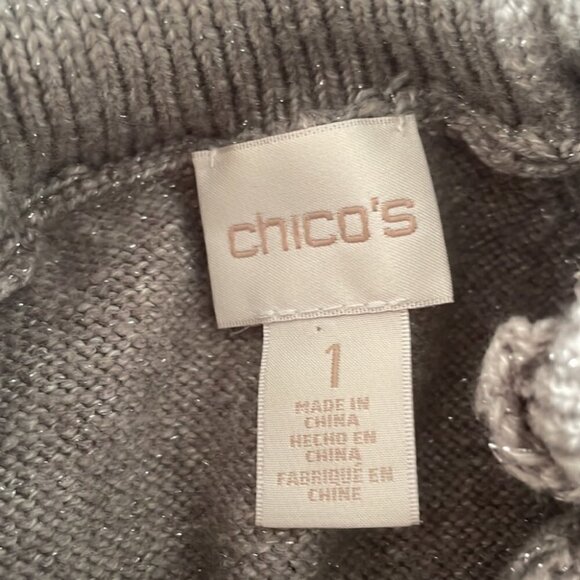 chico's
1
MADE IN
CHINA
HECHO EN
CHINA
FABRIQUÉ EN
CHINE